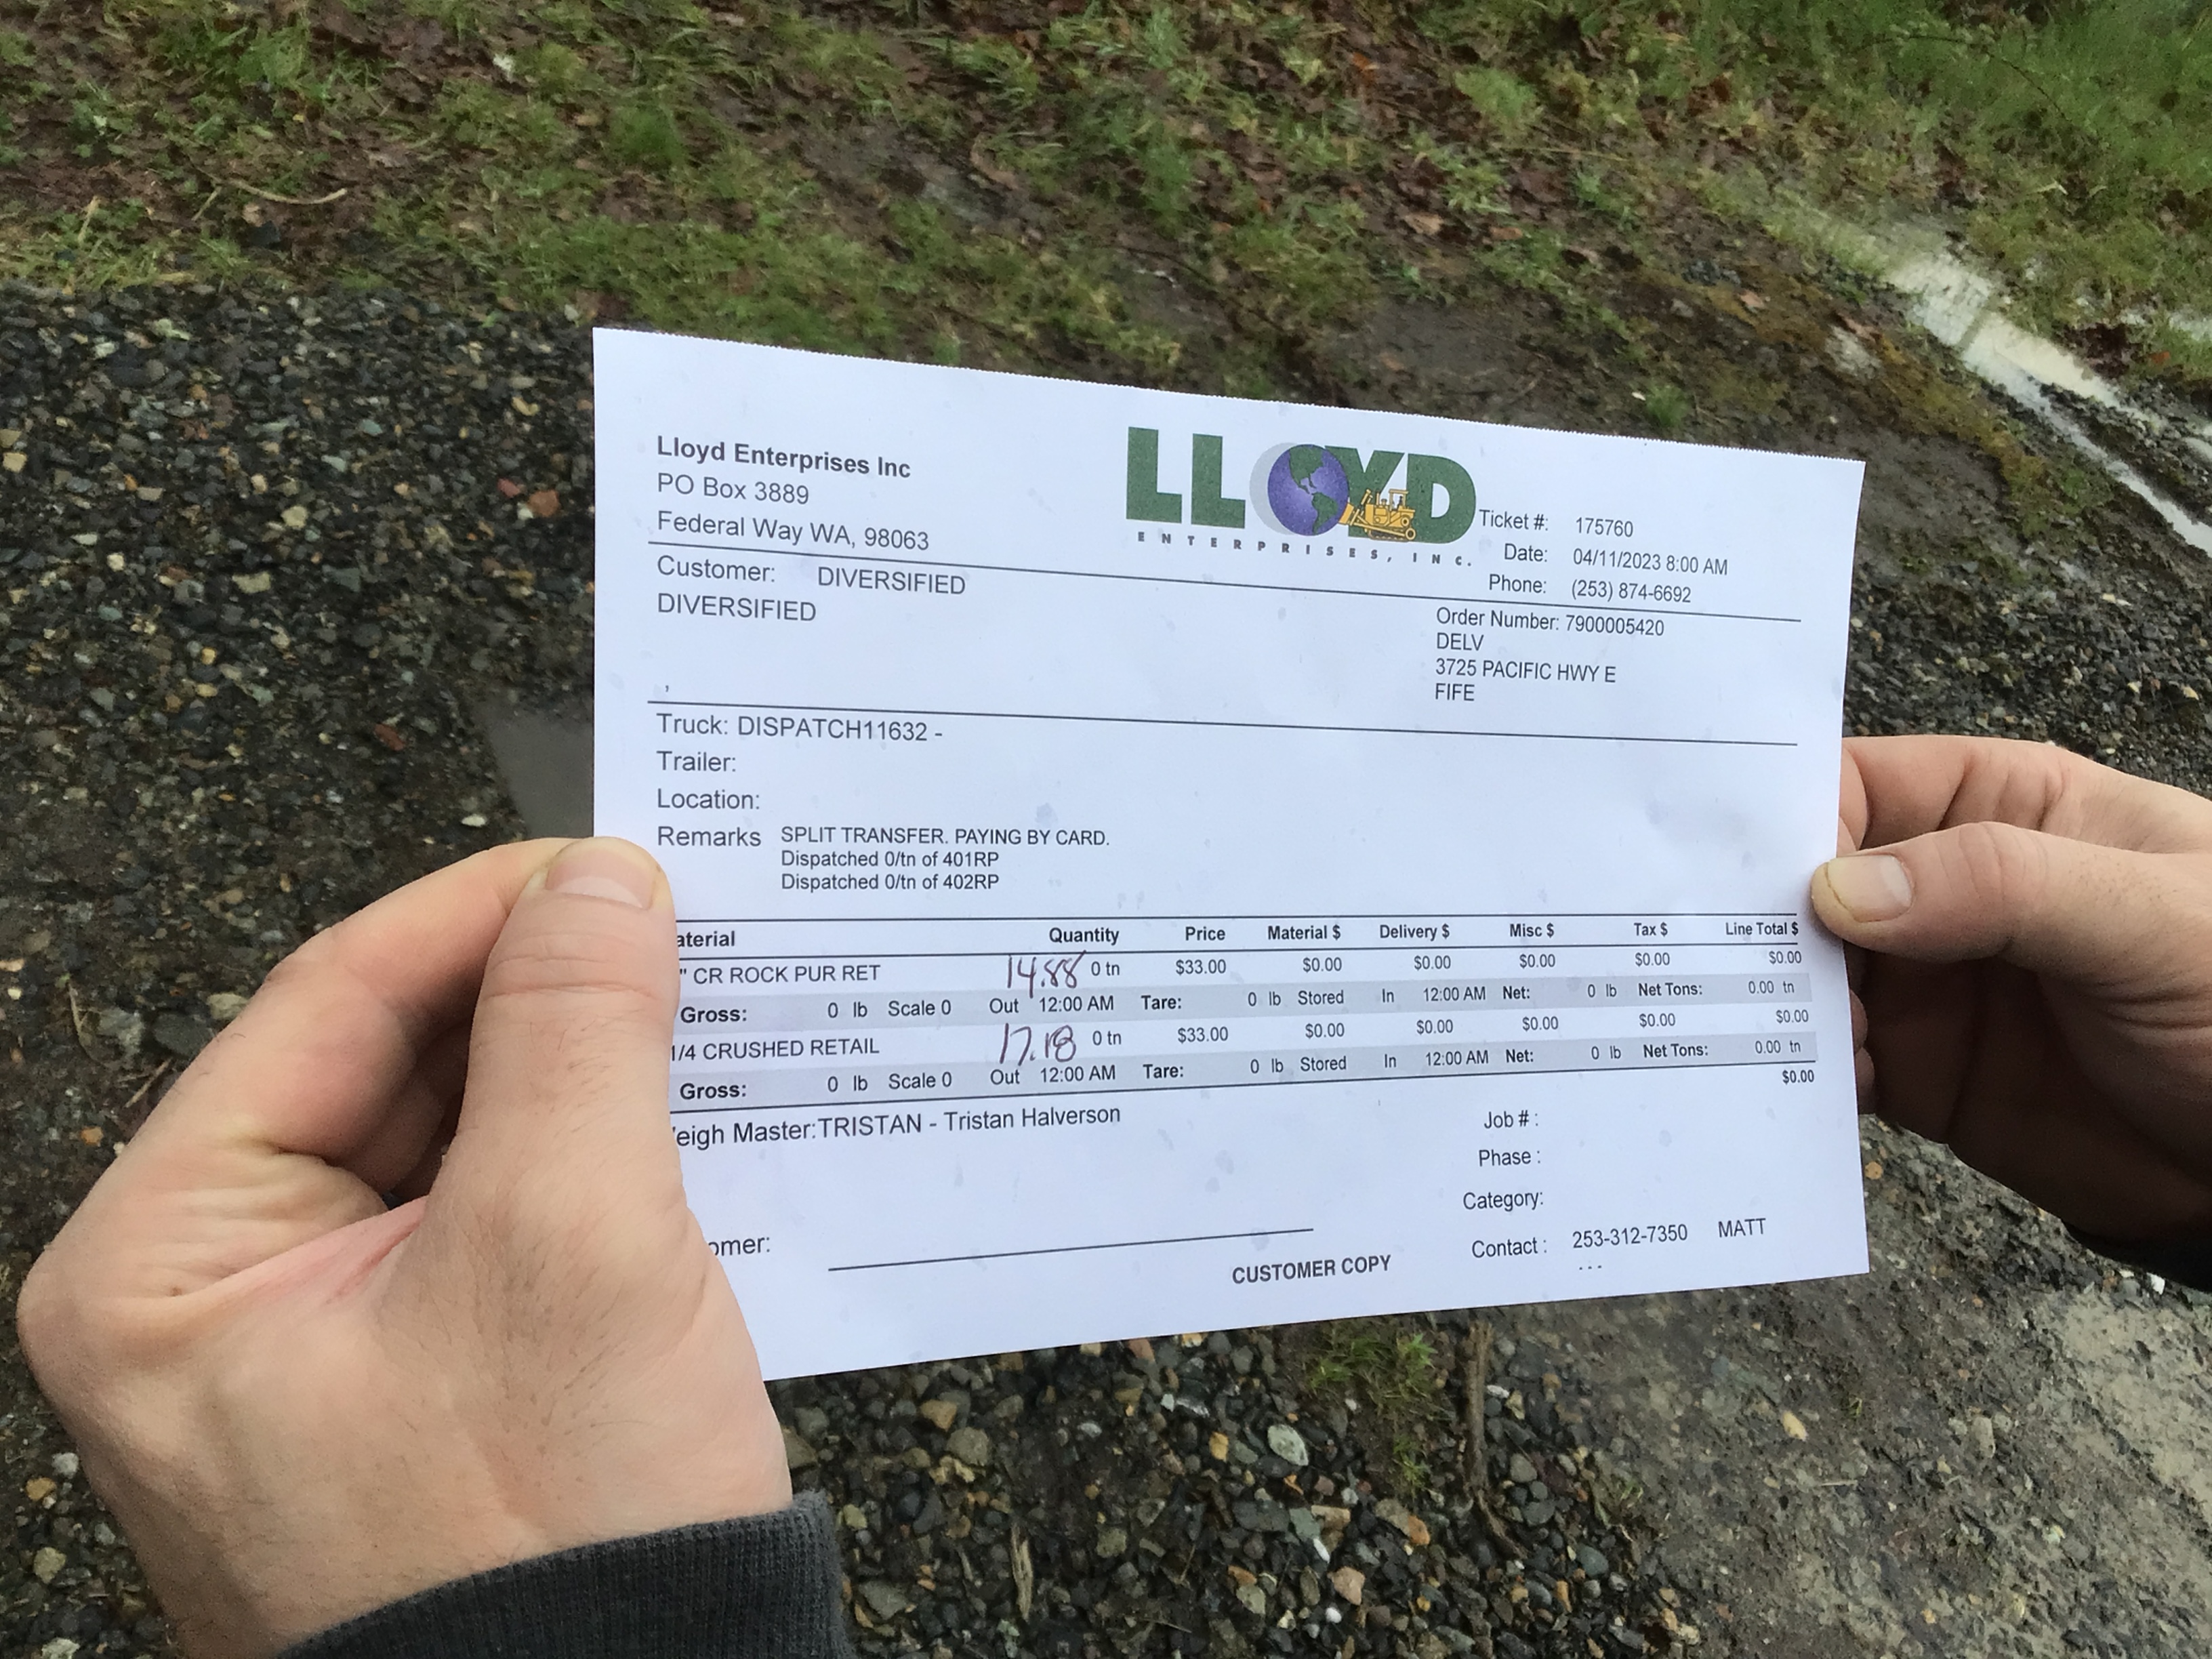 Lloyd Enterprises Inc
PO Box 3889
Federal Way WA, 98063
LLOYD
ENTERPRISES, INC.
Ticket #: 175760
Date: 04/11/2023 8:00 AM
Phone: (253) 874-6692
Customer: DIVERSIFIED
DIVERSIFIED
,
Order Number: 7900005420
DELV
3725 PACIFIC HWY E
FIFE
Truck: DISPATCH11632 -
Trailer:
Location:
Remarks SPLIT TRANSFER. PAYING BY CARD.
Dispatched 0/tn of 401RP
Dispatched 0/tn of 402RP
aterial Quantity Price Material $ Delivery $ Misc $ Tax $ Line Total $
" CR ROCK PUR RET 14.88 0 tn $33.00 $0.00 $0.00 $0.00 $0.00 $0.00
Gross: 0 lb Scale 0 Out 12:00 AM Tare: 0 lb Stored In 12:00 AM Net: 0 lb Net Tons: 0.00 tn
1/4 CRUSHED RETAIL 17.18 0 tn $33.00 $0.00 $0.00 $0.00 $0.00 $0.00
Gross: 0 lb Scale 0 Out 12:00 AM Tare: 0 lb Stored In 12:00 AM Net: 0 lb Net Tons: 0.00 tn
$0.00
eigh Master:TRISTAN - Tristan Halverson
Job # :
Phase :
Category:
Contact : 253-312-7350 MATT
- - -
omer:
CUSTOMER COPY